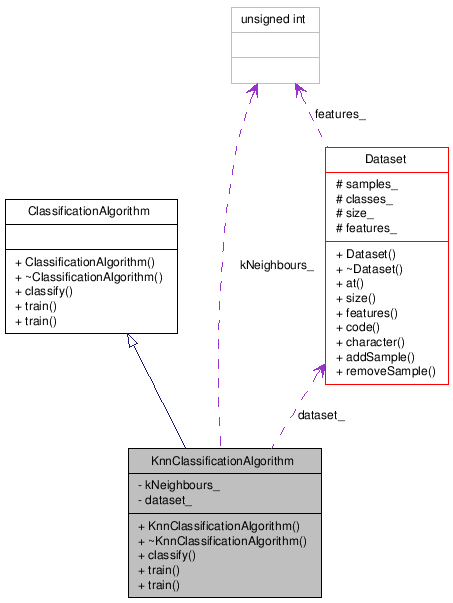 unsigned int
features_
Dataset
# samples_
# classes_
# size_
# features_
+ Dataset()
+ ~Dataset()
+ at()
+ size()
+ features()
+ code()
+ character()
+ addSample()
+ removeSample()
ClassificationAlgorithm
+ ClassificationAlgorithm()
+ ~ClassificationAlgorithm()
+ classify()
+ train()
+ train()
kNeighbours_
dataset_
KnnClassificationAlgorithm
- kNeighbours_
- dataset_
+ KnnClassificationAlgorithm()
+ ~KnnClassificationAlgorithm()
+ classify()
+ train()
+ train()